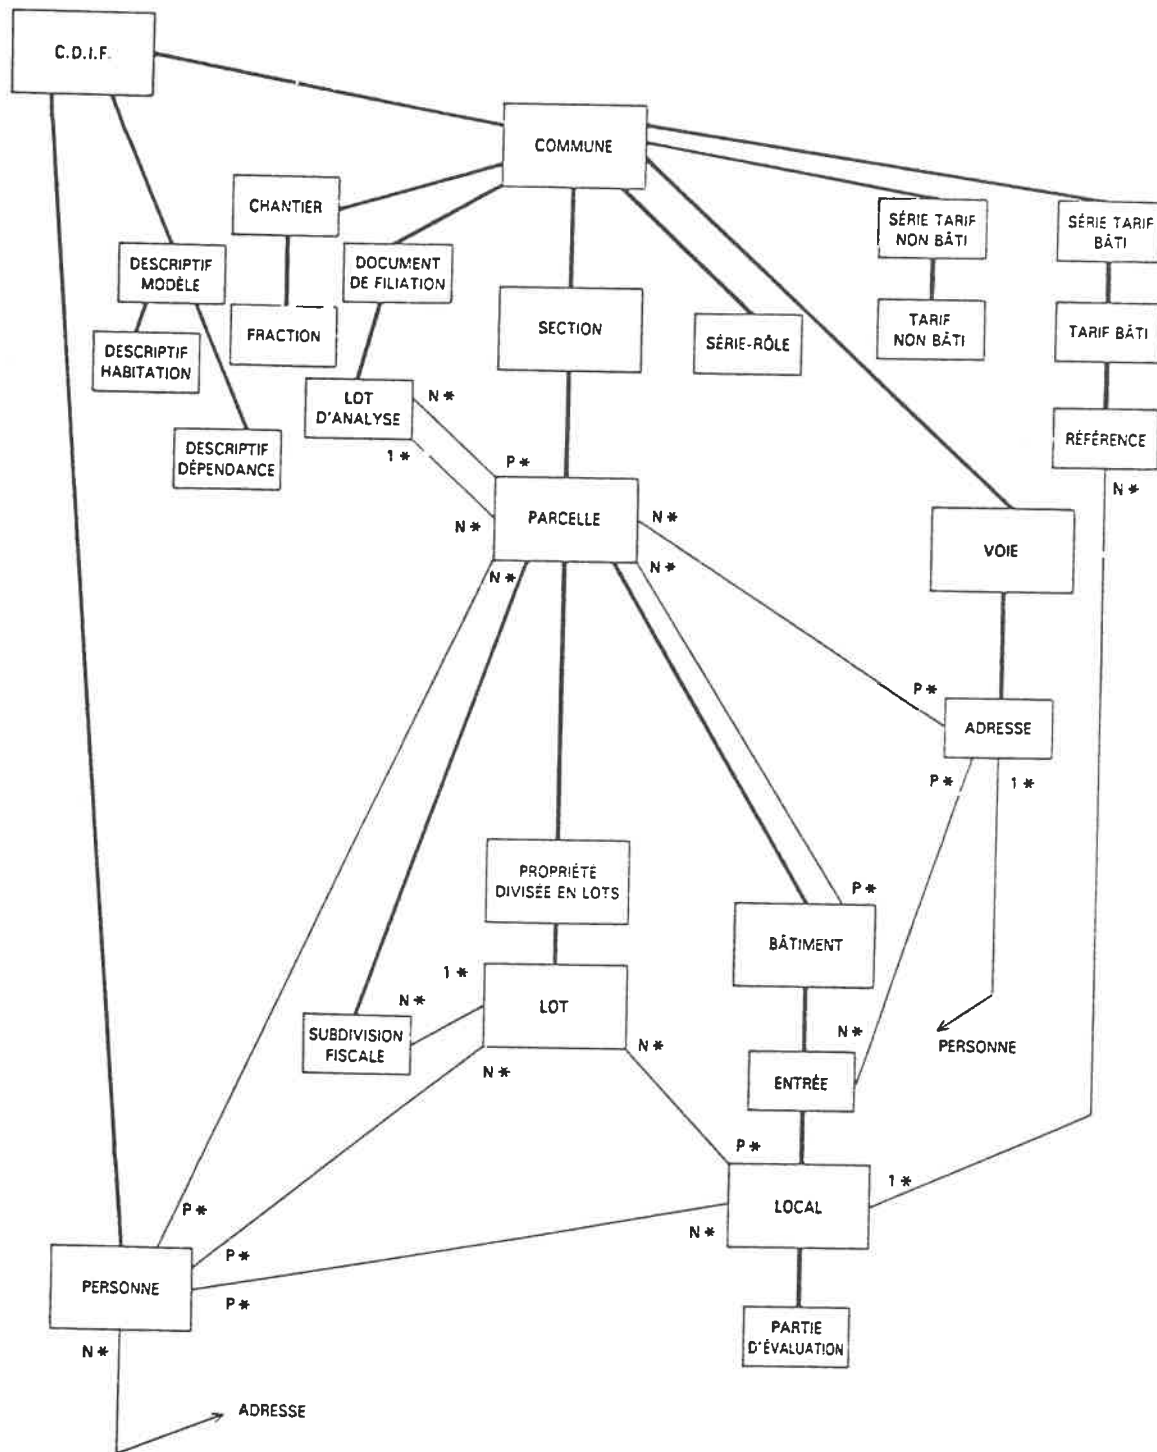 C.D.I.F.
COMMUNE
CHANTIER
SÉRIE TARIF
NON BÂTI
SÉRIE TARIF
BÂTI
DESCRIPTIF
MODÈLE
DOCUMENT
DE FILIATION
FRACTION
SECTION
SÉRIE-RÔLE
TARIF
NON BÂTI
TARIF BÂTI
DESCRIPTIF
HABITATION
LOT
D'ANALYSE
N*
RÉFÉRENCE
DESCRIPTIF
DÉPENDANCE
1*
P*
N*
PARCELLE
N*
N*
N*
N*
VOIE
P*
ADRESSE
P*
1*
PROPRIÉTÉ
DIVISÉE EN LOTS
P*
BÂTIMENT
1*
N*
LOT
SUBDIVISION
FISCALE
N*
N*
N*
PERSONNE
ENTRÉE
P*
1*
LOCAL
P*
N*
P*
PERSONNE
P*
PARTIE
D'ÉVALUATION
N*
ADRESSE